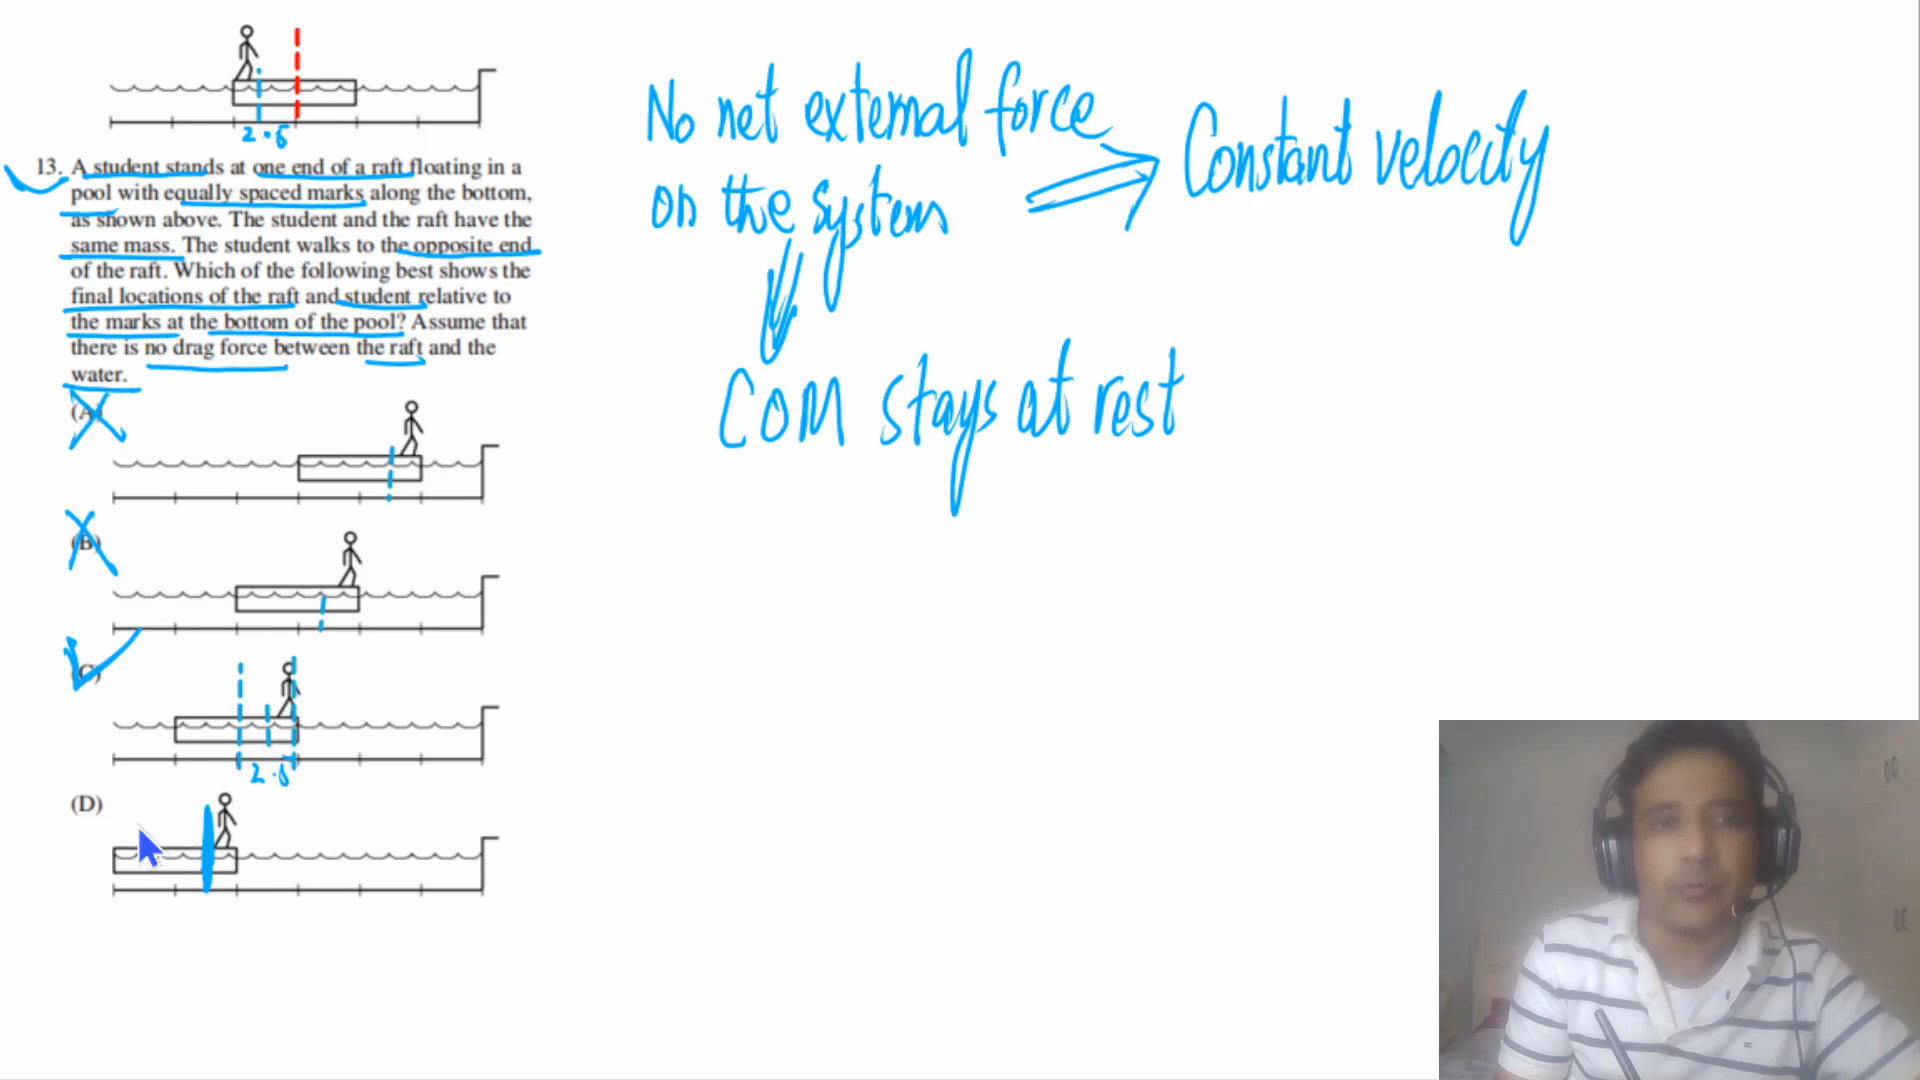 2.5
No net external force
on the system
Constant velocity
13. A student stands at one end of a raft floating in a
pool with equally spaced marks along the bottom,
as shown above. The student and the raft have the
same mass. The student walks to the opposite end
of the raft. Which of the following best shows the
final locations of the raft and student relative to
the marks at the bottom of the pool? Assume that
there is no drag force between the raft and the
water.
COM stays at rest
(A)
(B)
(C)
2.5
(D)